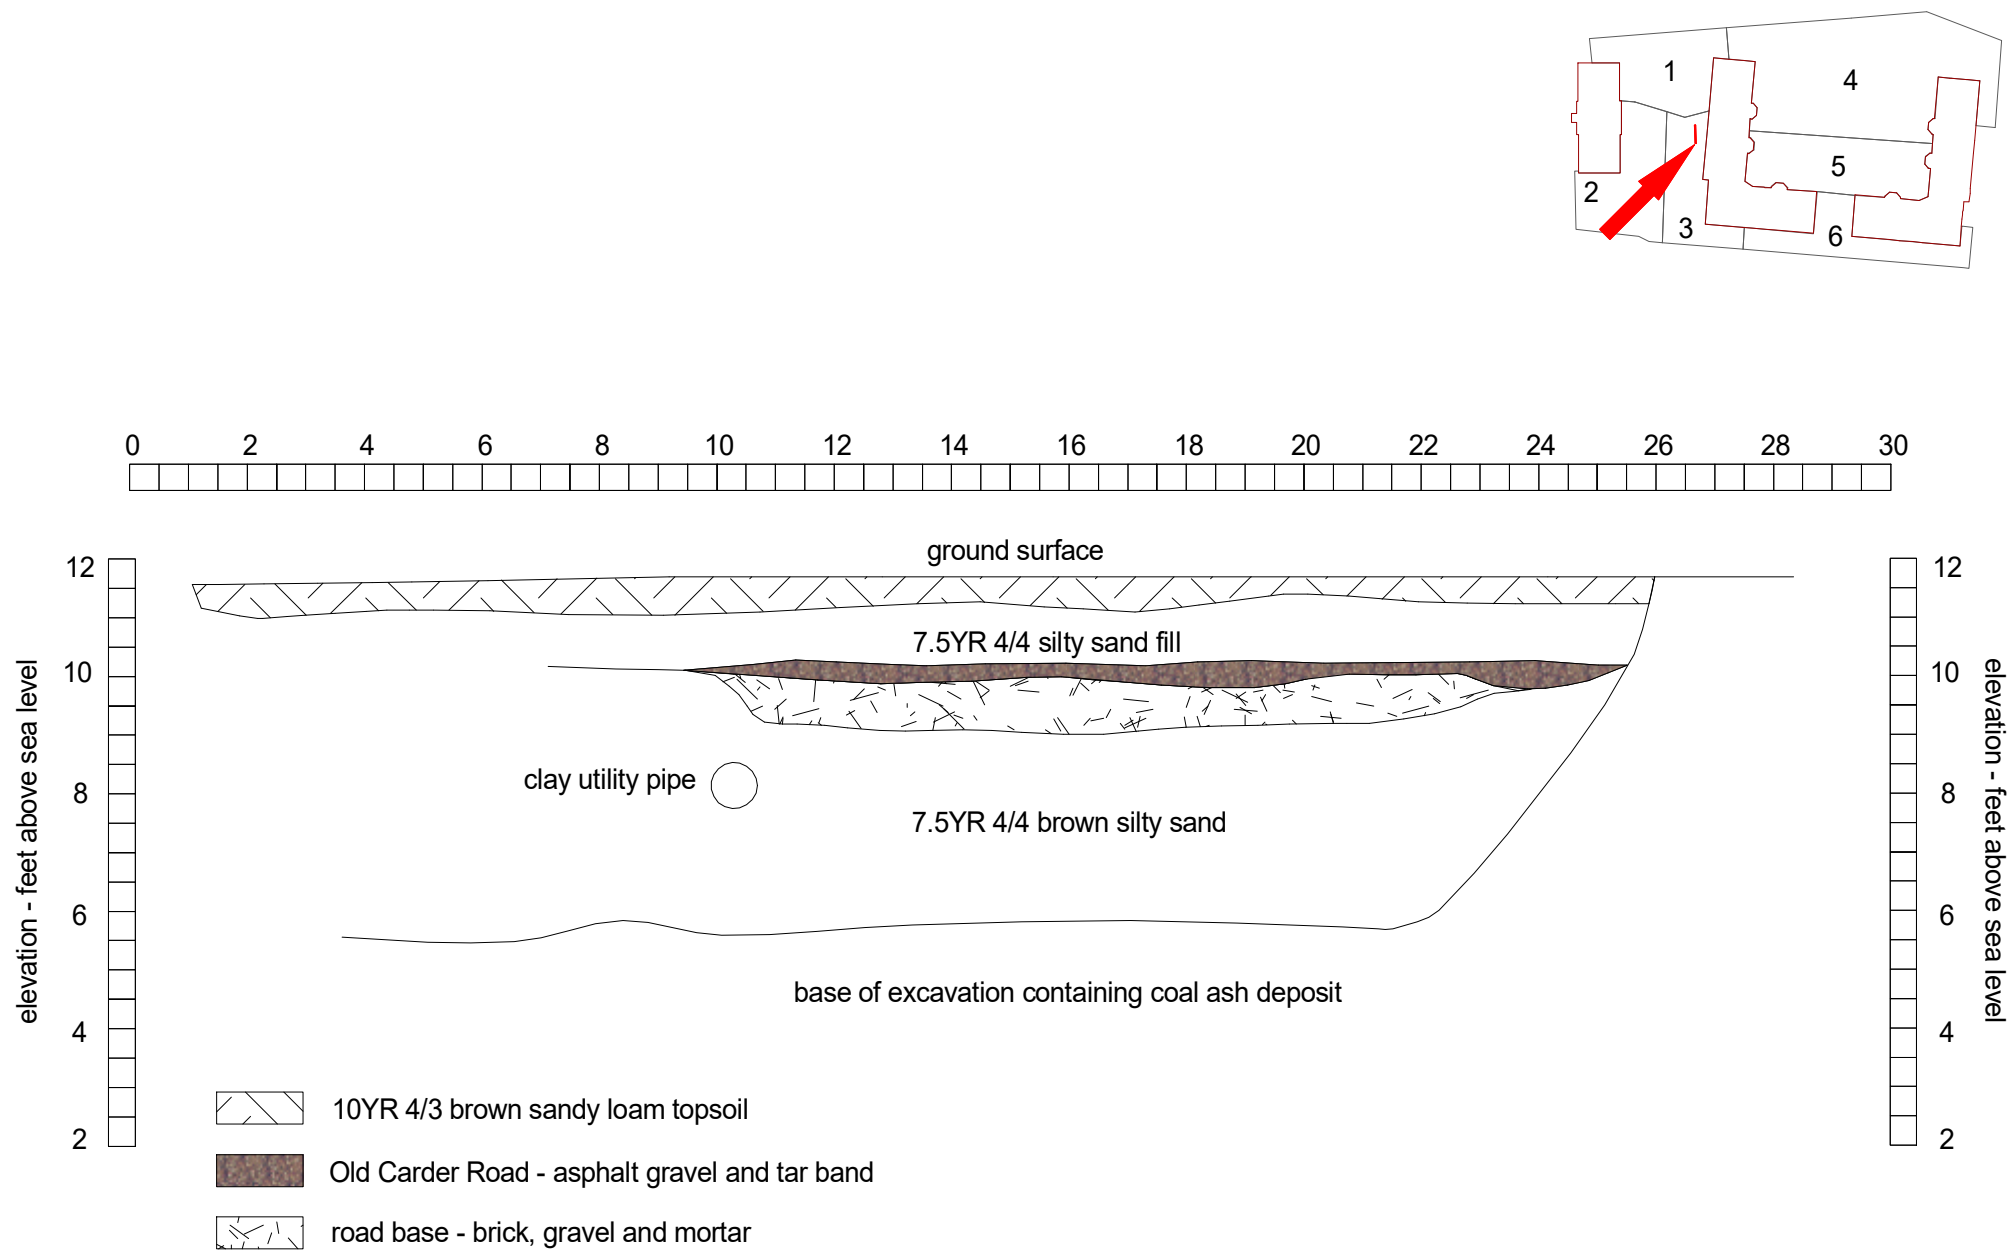 1
4
5
2
3
6
0 2 4 6 8 10 12 14 16 18 20 22 24 26 28 30
ground surface
12
12
7.5YR 4/4 silty sand fill
10
10
elevation - feet above sea level
elevation - feet above sea level
clay utility pipe
8
8
7.5YR 4/4 brown silty sand
6
6
base of excavation containing coal ash deposit
4
4
2
2
10YR 4/3 brown sandy loam topsoil
Old Carder Road - asphalt gravel and tar band
road base - brick, gravel and mortar